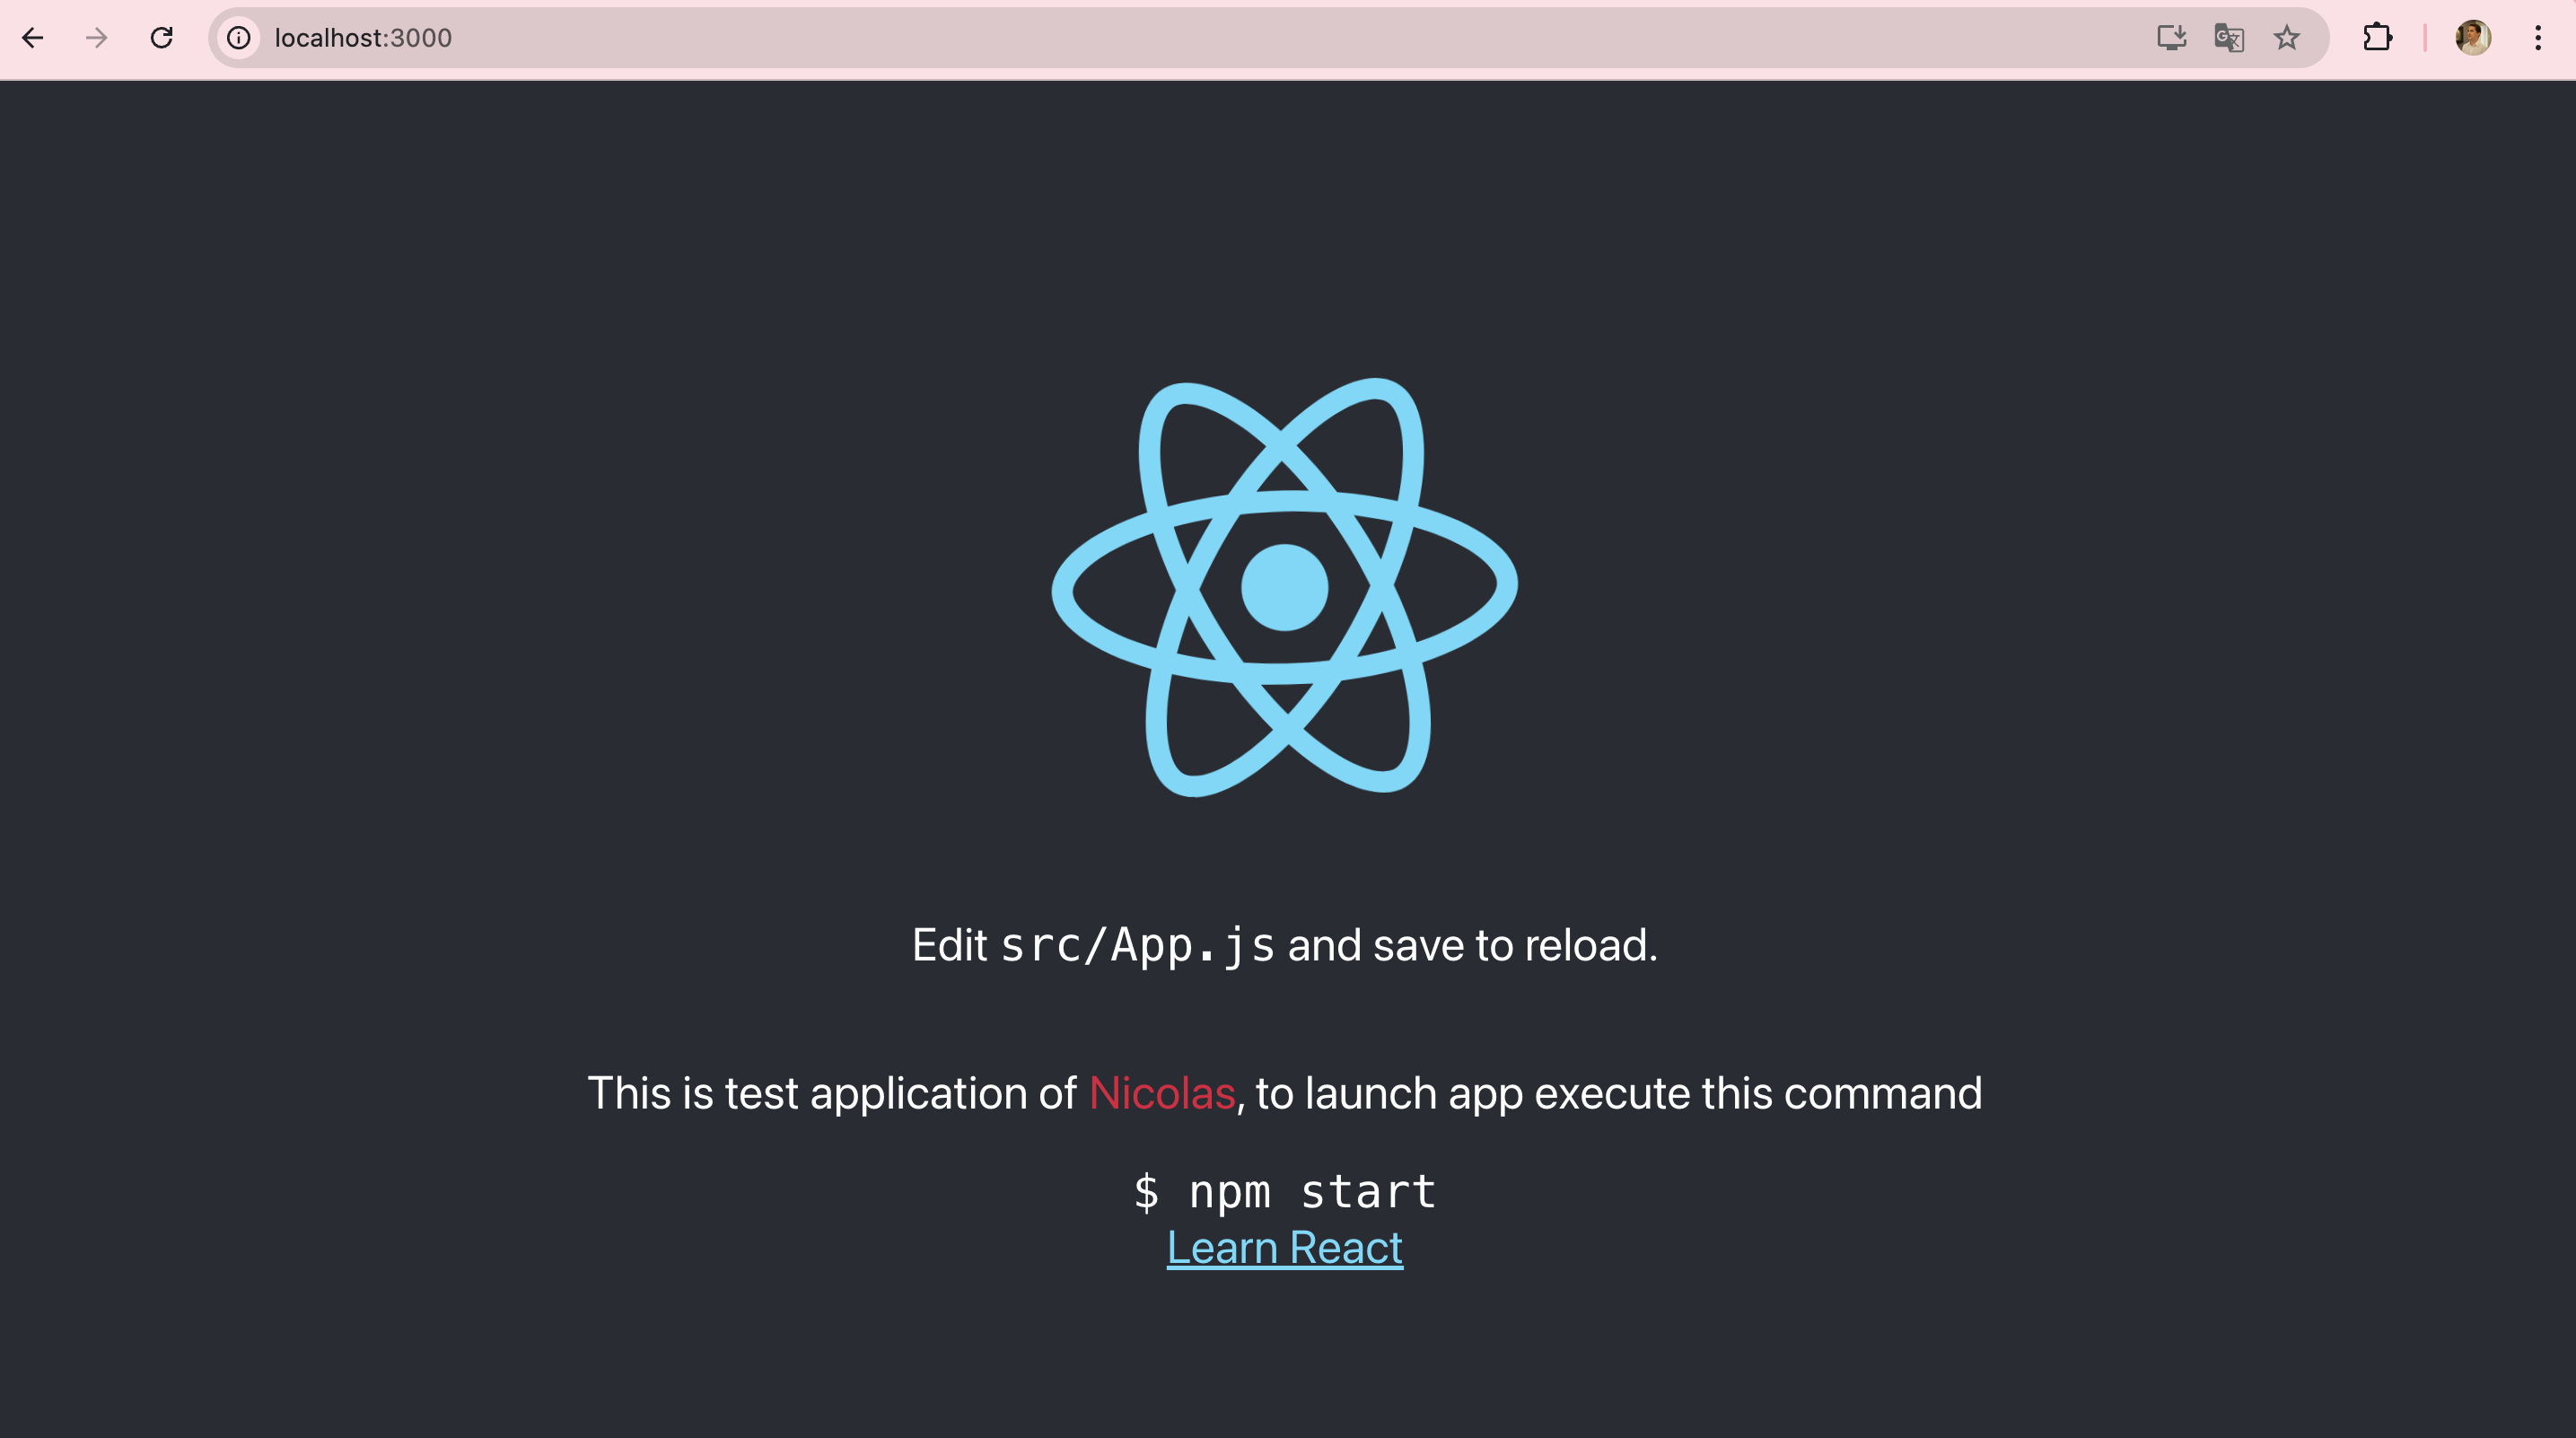 localhost:3000
Edit src/App.js and save to reload.
This is test application of Nicolas, to launch app execute this command
$ npm start
Learn React